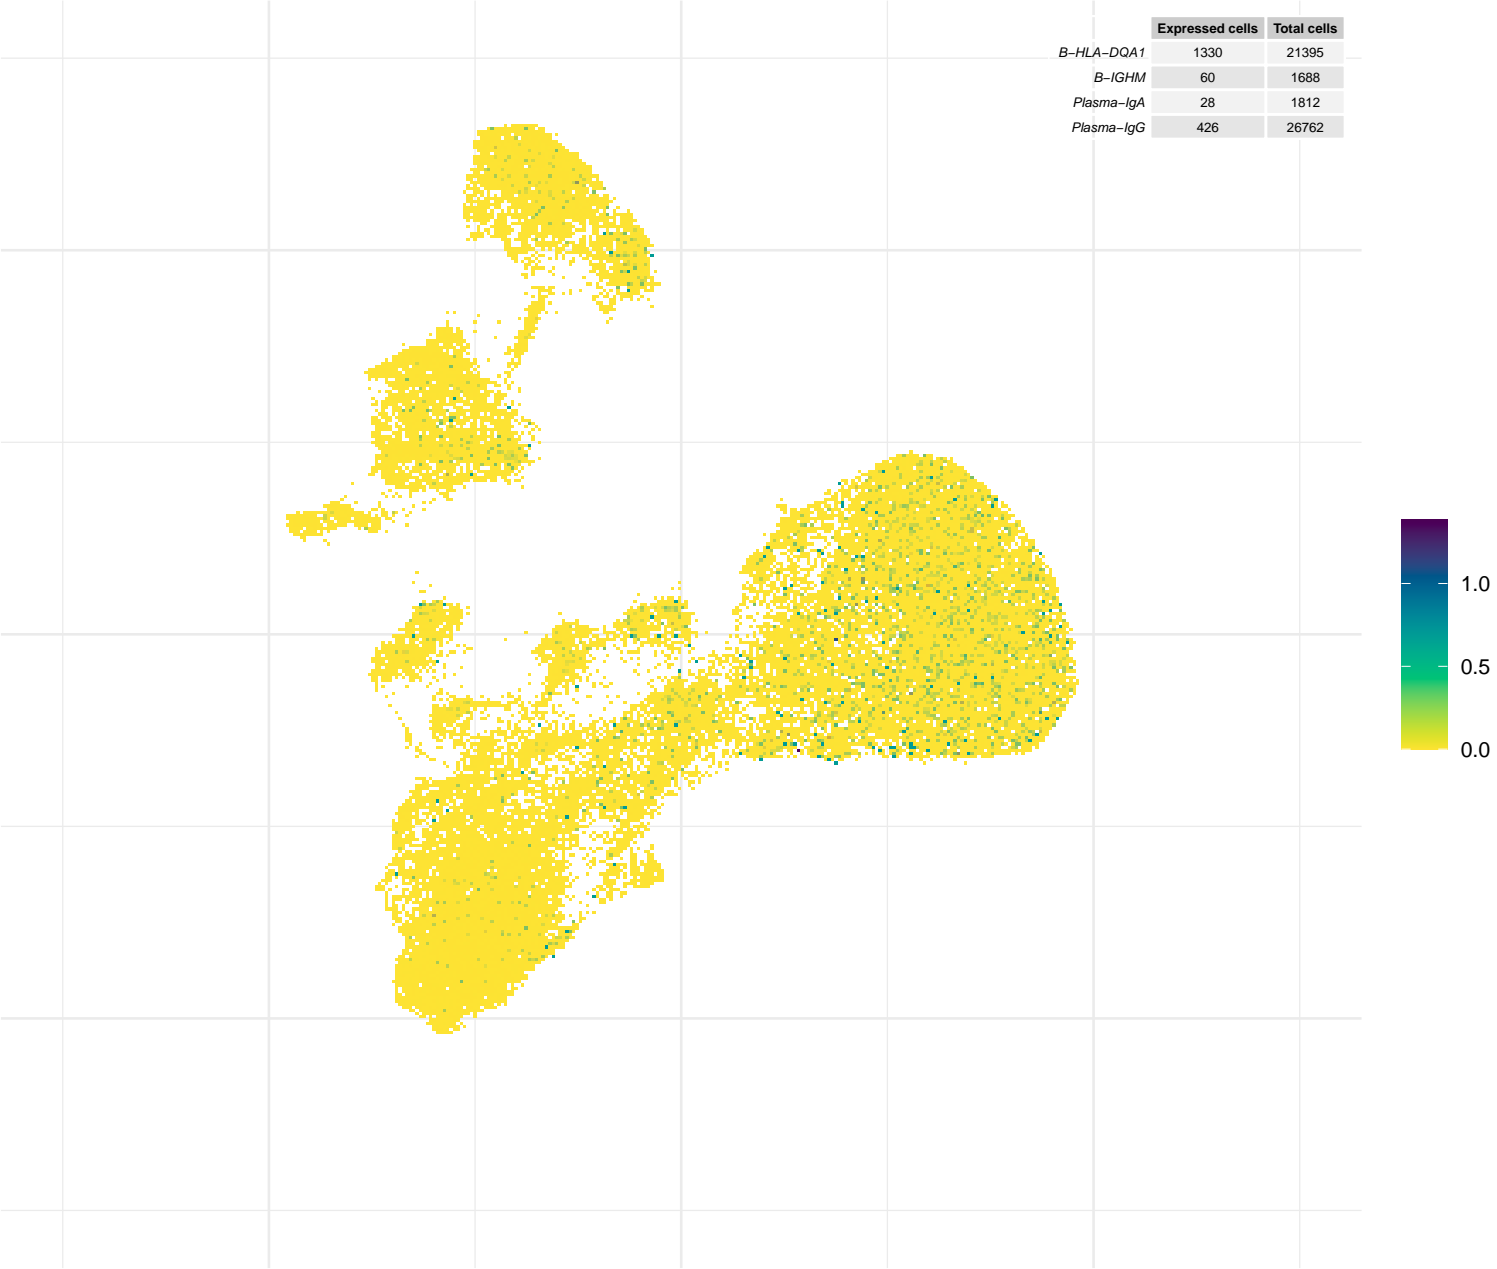 Expressed cells Total cells
B−HLA−DQA1 1330 21395
B−IGHM 60 1688
Plasma−IgA 28 1812
Plasma−IgG 426 26762
1.0
0.5
0.0